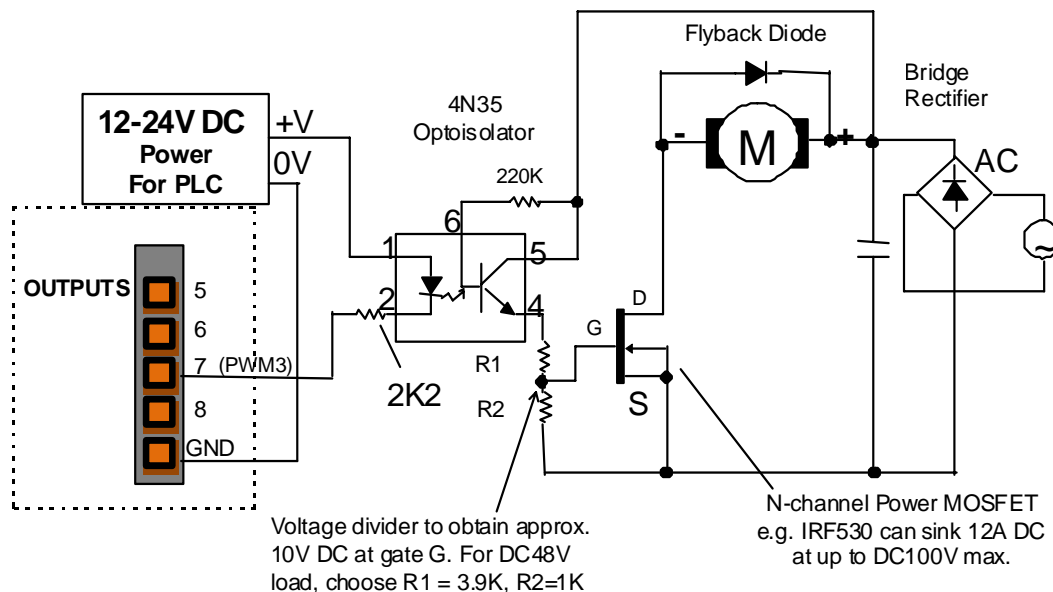 Flyback Diode
Bridge
Rectifier
4N35
Optoisolator
12-24V DC
Power
For PLC
+V
0V
220K
- M +
AC
~
6
1
5
2
4
OUTPUTS
5
6
7 (PWM3)
8
GND
2K2
R1
R2
D
G
S
Voltage divider to obtain approx.
10V DC at gate G. For DC48V
load, choose R1 = 3.9K, R2=1K
N-channel Power MOSFET
e.g. IRF530 can sink 12A DC
at up to DC100V max.